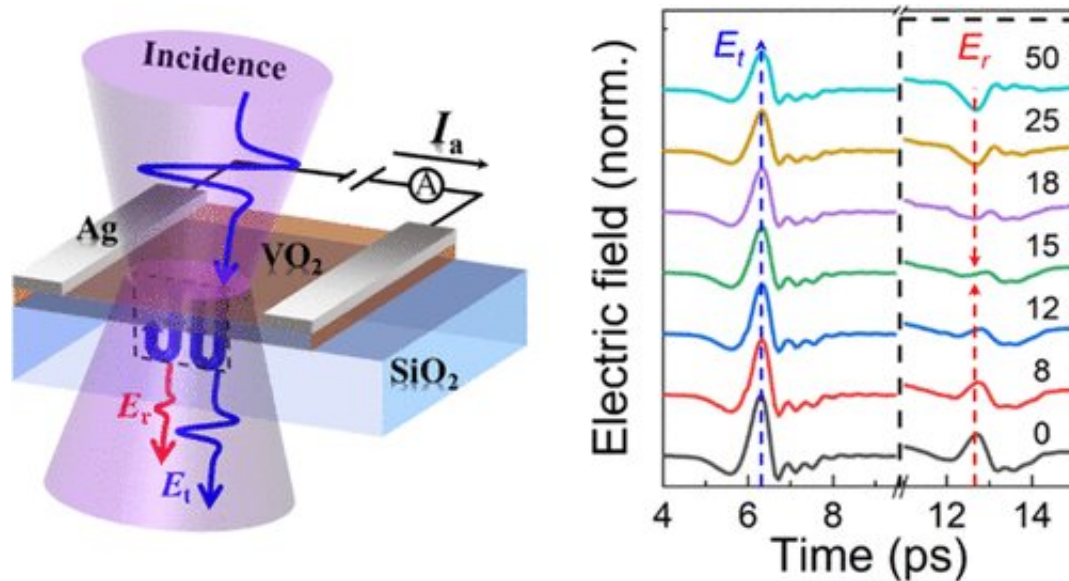 Incidence
Iₐ
A
Ag
VO₂
SiO₂
Eᵣ
Eₜ
Electric field (norm.)
Eₜ
Eᵣ
50
25
18
15
12
8
0
4 6 8 12 14
Time (ps)